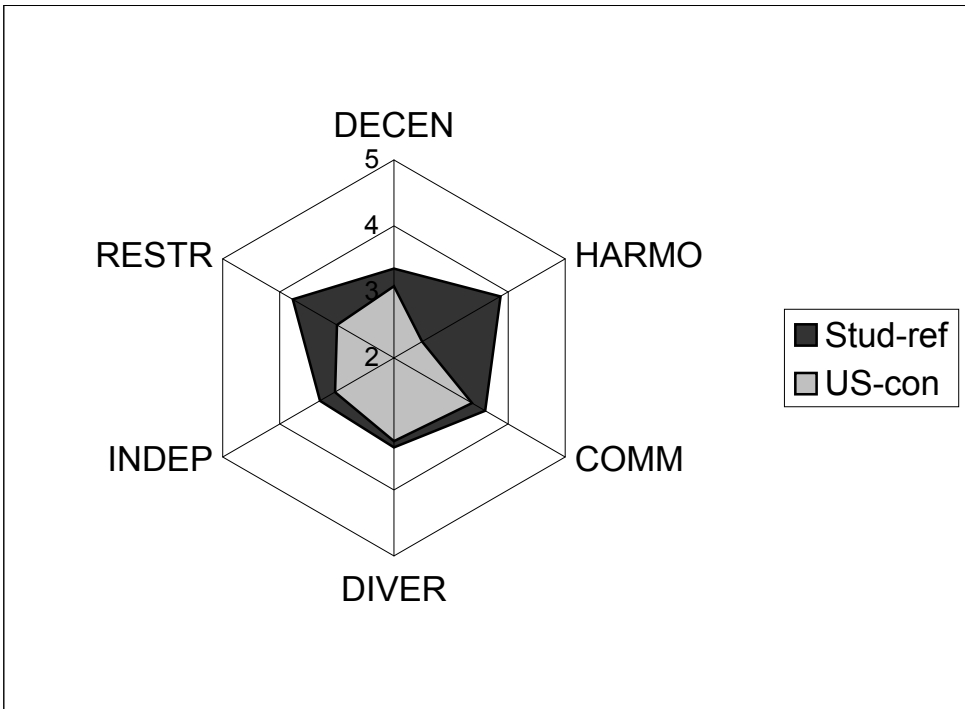 DECEN
5
4
3
2
RESTR
HARMO
INDEP
COMM
DIVER
Stud-ref
US-con